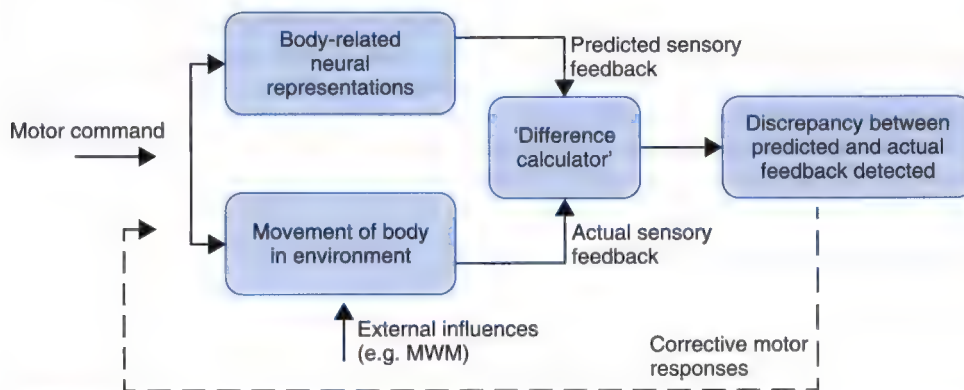 Body-related
neural
representations
Predicted sensory
feedback
Motor command
'Difference
calculator'
Discrepancy between
predicted and actual
feedback detected
Movement of body
in environment
Actual sensory
feedback
External influences
(e.g. MWM)
Corrective motor
responses